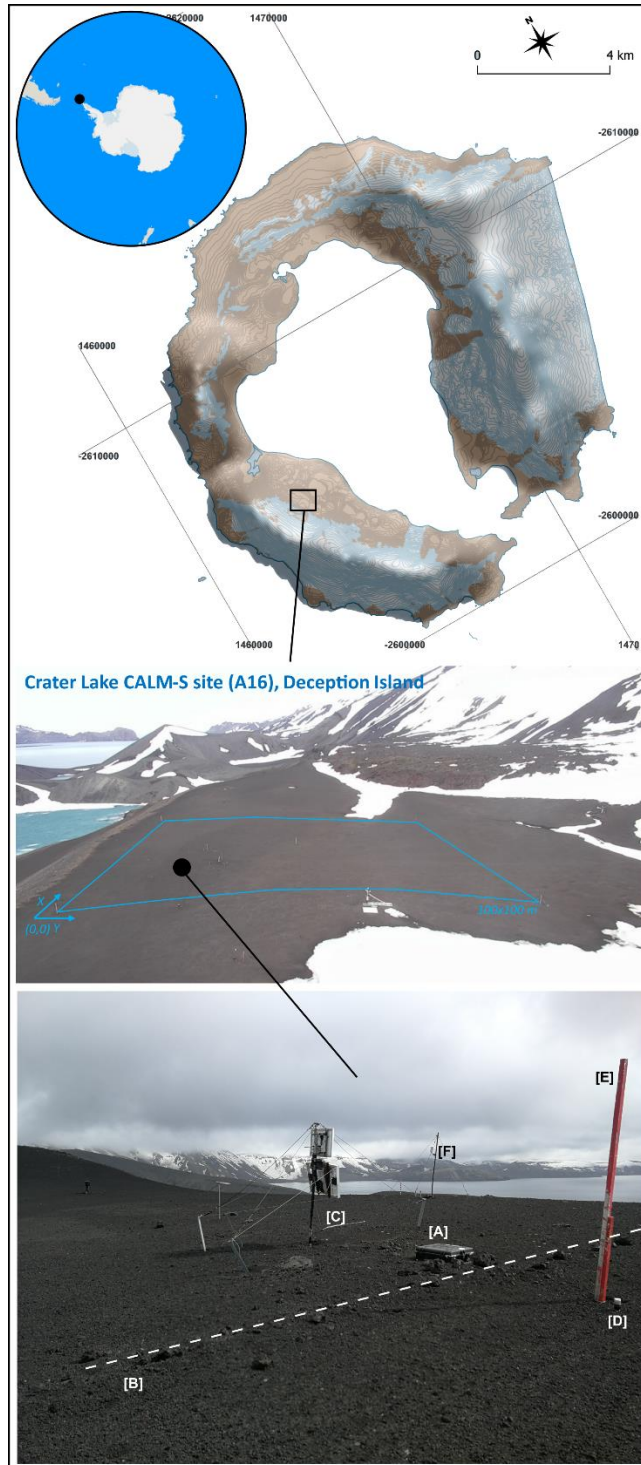 2620000
1470000
N
0 4 km
-2610000
1460000
-2610000
-2600000
1460000
-2600000
1470
Crater Lake CALM-S site (A16), Deception Island
X
(0,0) Y
100x100 m
[E]
[F]
[C]
[A]
[D]
[B]